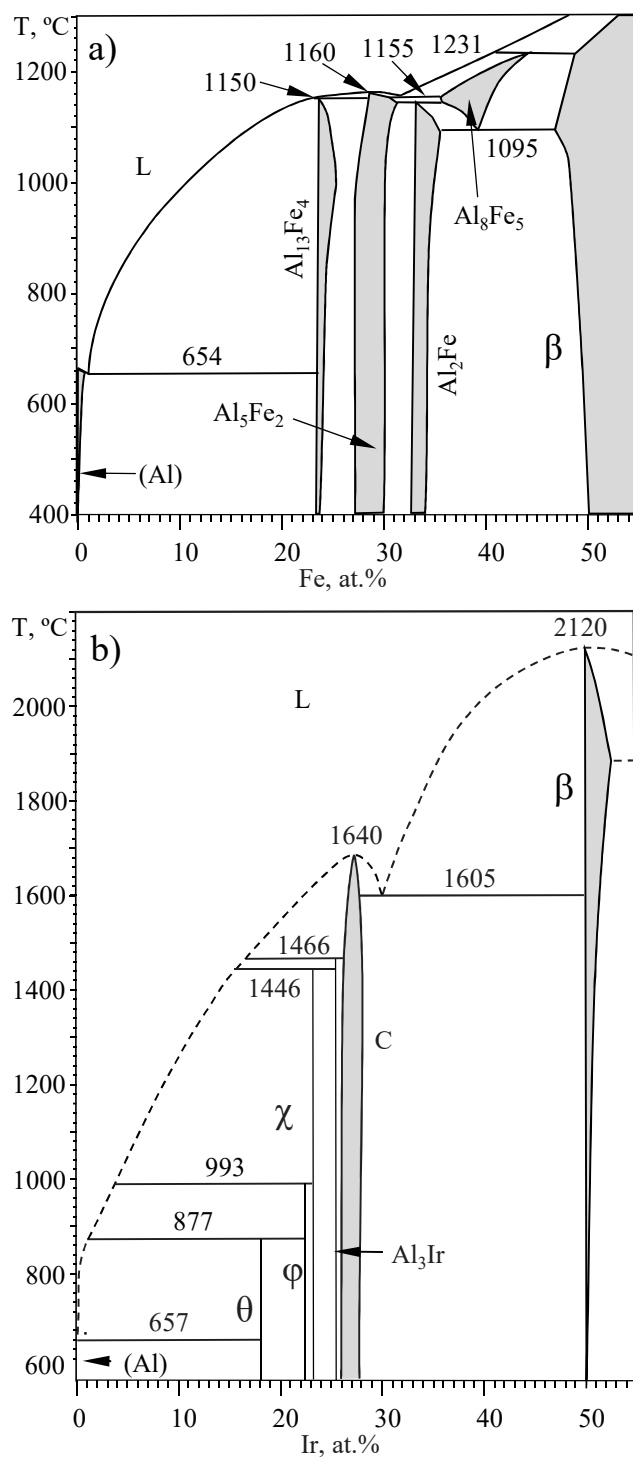 T, ºC
a)
1231
1160
1155
1150
1200
1095
L
1000
Al13Fe4
Al8Fe5
800
654
Al2Fe
β
600
Al5Fe2
(Al)
400
0 10 20 30 40 50
Fe, at.%
T, ºC
b)
2120
L
2000
β
1800
1640
1605
1600
1466
1446
1400
C
1200
χ
993
1000
877
Al3Ir
φ
800
θ
657
(Al)
600
0 10 20 30 40 50
Ir, at.%